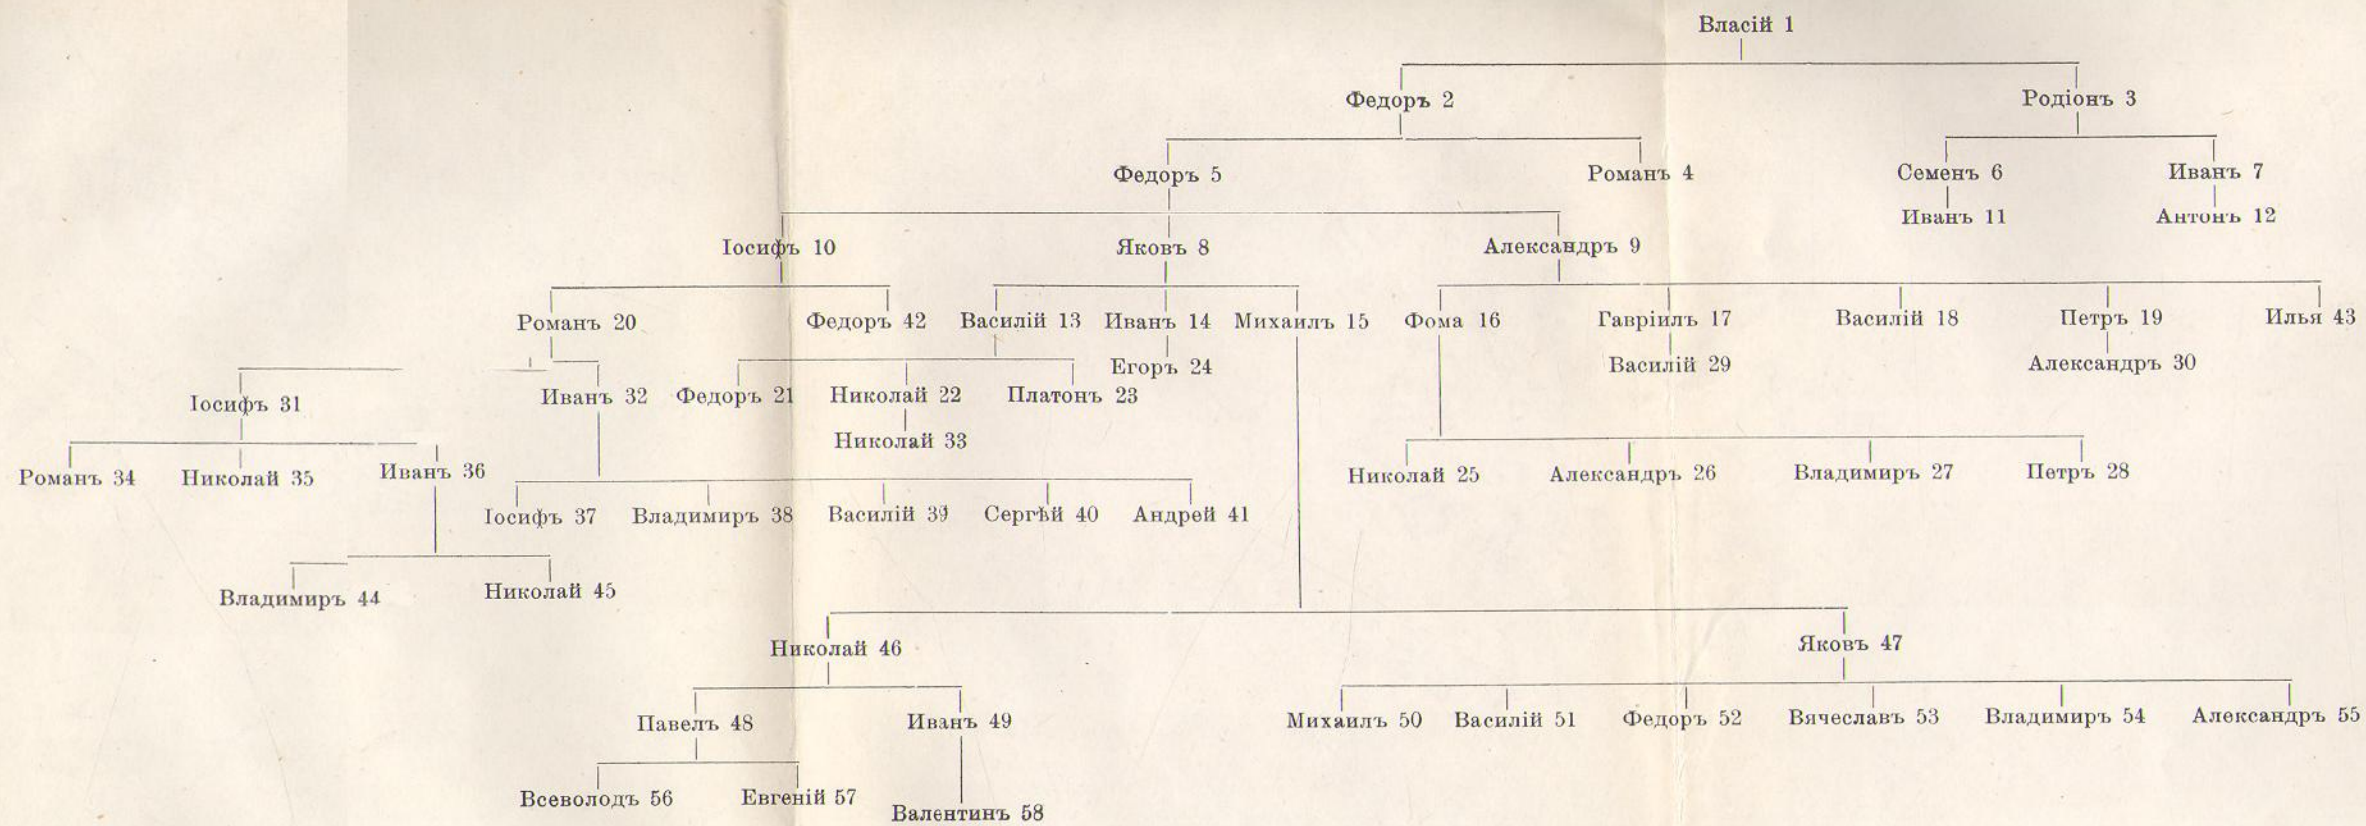 Власій 1
Федоръ 2 Родіонъ 3
Федоръ 5 Романъ 4 Семенъ 6 Иванъ 7
Иванъ 11 Антонъ 12
Іосифъ 10 Яковъ 8 Александръ 9
Романъ 20 Федоръ 42 Василій 13 Иванъ 14 Михаилъ 15 Фома 16 Гавріилъ 17 Василій 18 Петръ 19 Илья 43
Егоръ 24 Василій 29 Александръ 30
Іосифъ 31 Иванъ 32 Федоръ 21 Николай 22 Платонъ 23
Николай 33
Романъ 34 Николай 35 Иванъ 36 Николай 25 Александръ 26 Владимиръ 27 Петръ 28
Іосифъ 37 Владимиръ 38 Василій 39 Сергѣй 40 Андрей 41
Владимиръ 44 Николай 45
Николай 46 Яковъ 47
Павелъ 48 Иванъ 49 Михаилъ 50 Василій 51 Федоръ 52 Вячеславъ 53 Владимиръ 54 Александръ 55
Всеволодъ 56 Евгеній 57 Валентинъ 58